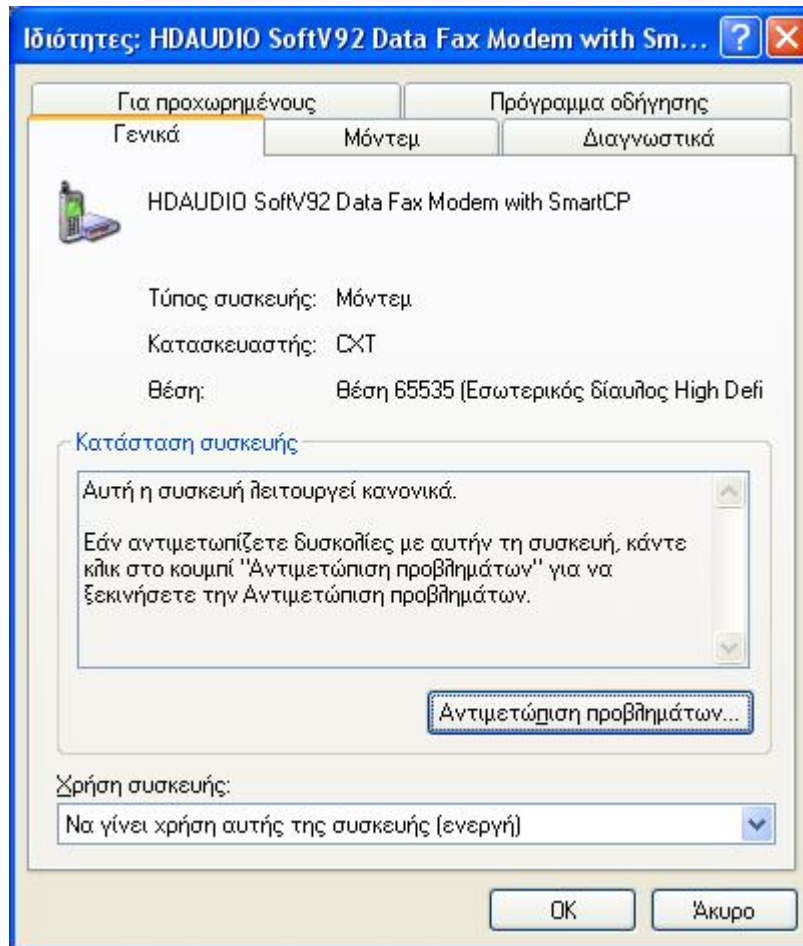 Ιδιότητες: HDAUDIO SoftV92 Data Fax Modem with Sm...
Για προχωρημένους
Πρόγραμμα οδήγησης
Γενικά
Μόντεμ
Διαγνωστικά
HDAUDIO SoftV92 Data Fax Modem with SmartCP
Τύπος συσκευής: Μόντεμ
Κατασκευαστής: CXT
Θέση: Θέση 65535 (Εσωτερικός δίαυλος High Defi
Κατάσταση συσκευής
Αυτή η συσκευή λειτουργεί κανονικά.
Εάν αντιμετωπίζετε δυσκολίες με αυτήν τη συσκευή, κάντε
κλικ στο κουμπί "Αντιμετώπιση προβλημάτων" για να
ξεκινήσετε την Αντιμετώπιση προβλημάτων.
Αντιμετώπιση προβλημάτων...
Χρήση συσκευής:
Να γίνει χρήση αυτής της συσκευής (ενεργή)
OK
Άκυρο